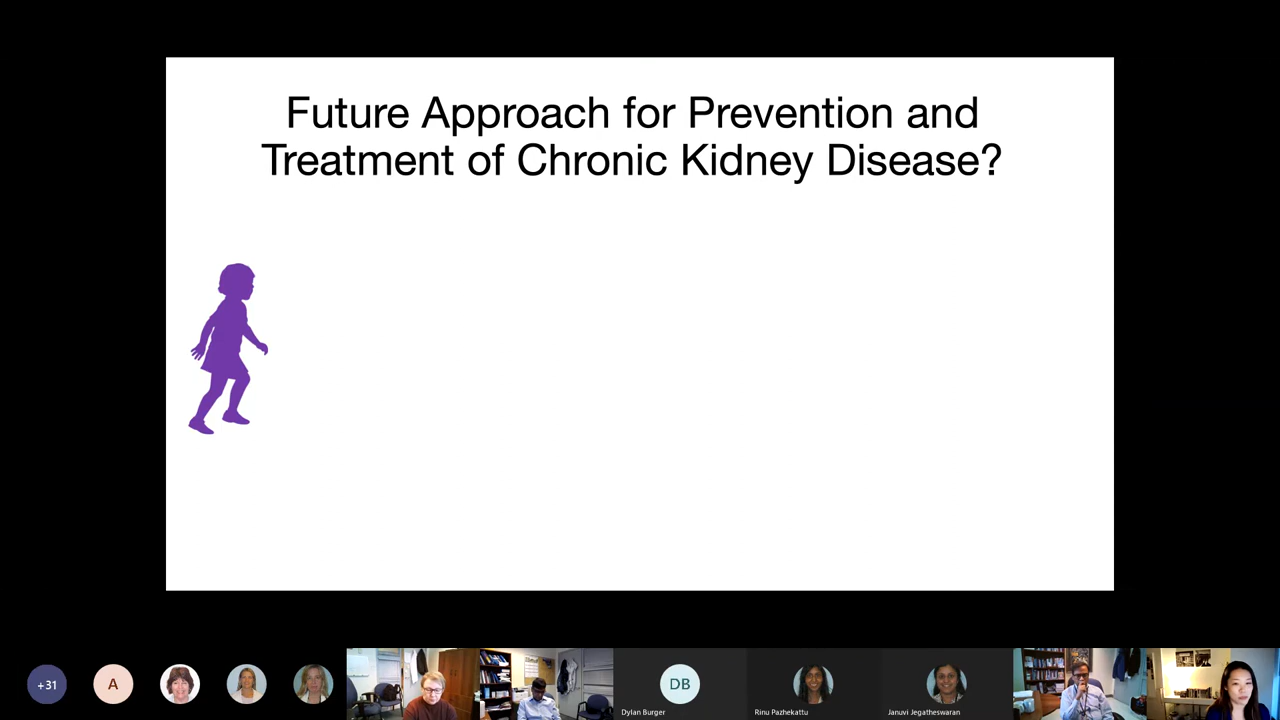 Future Approach for Prevention and
Treatment of Chronic Kidney Disease?
+31
A
DB
Dylan Burger
Rinu Pazhekattu
Januvi Jegatheswaran